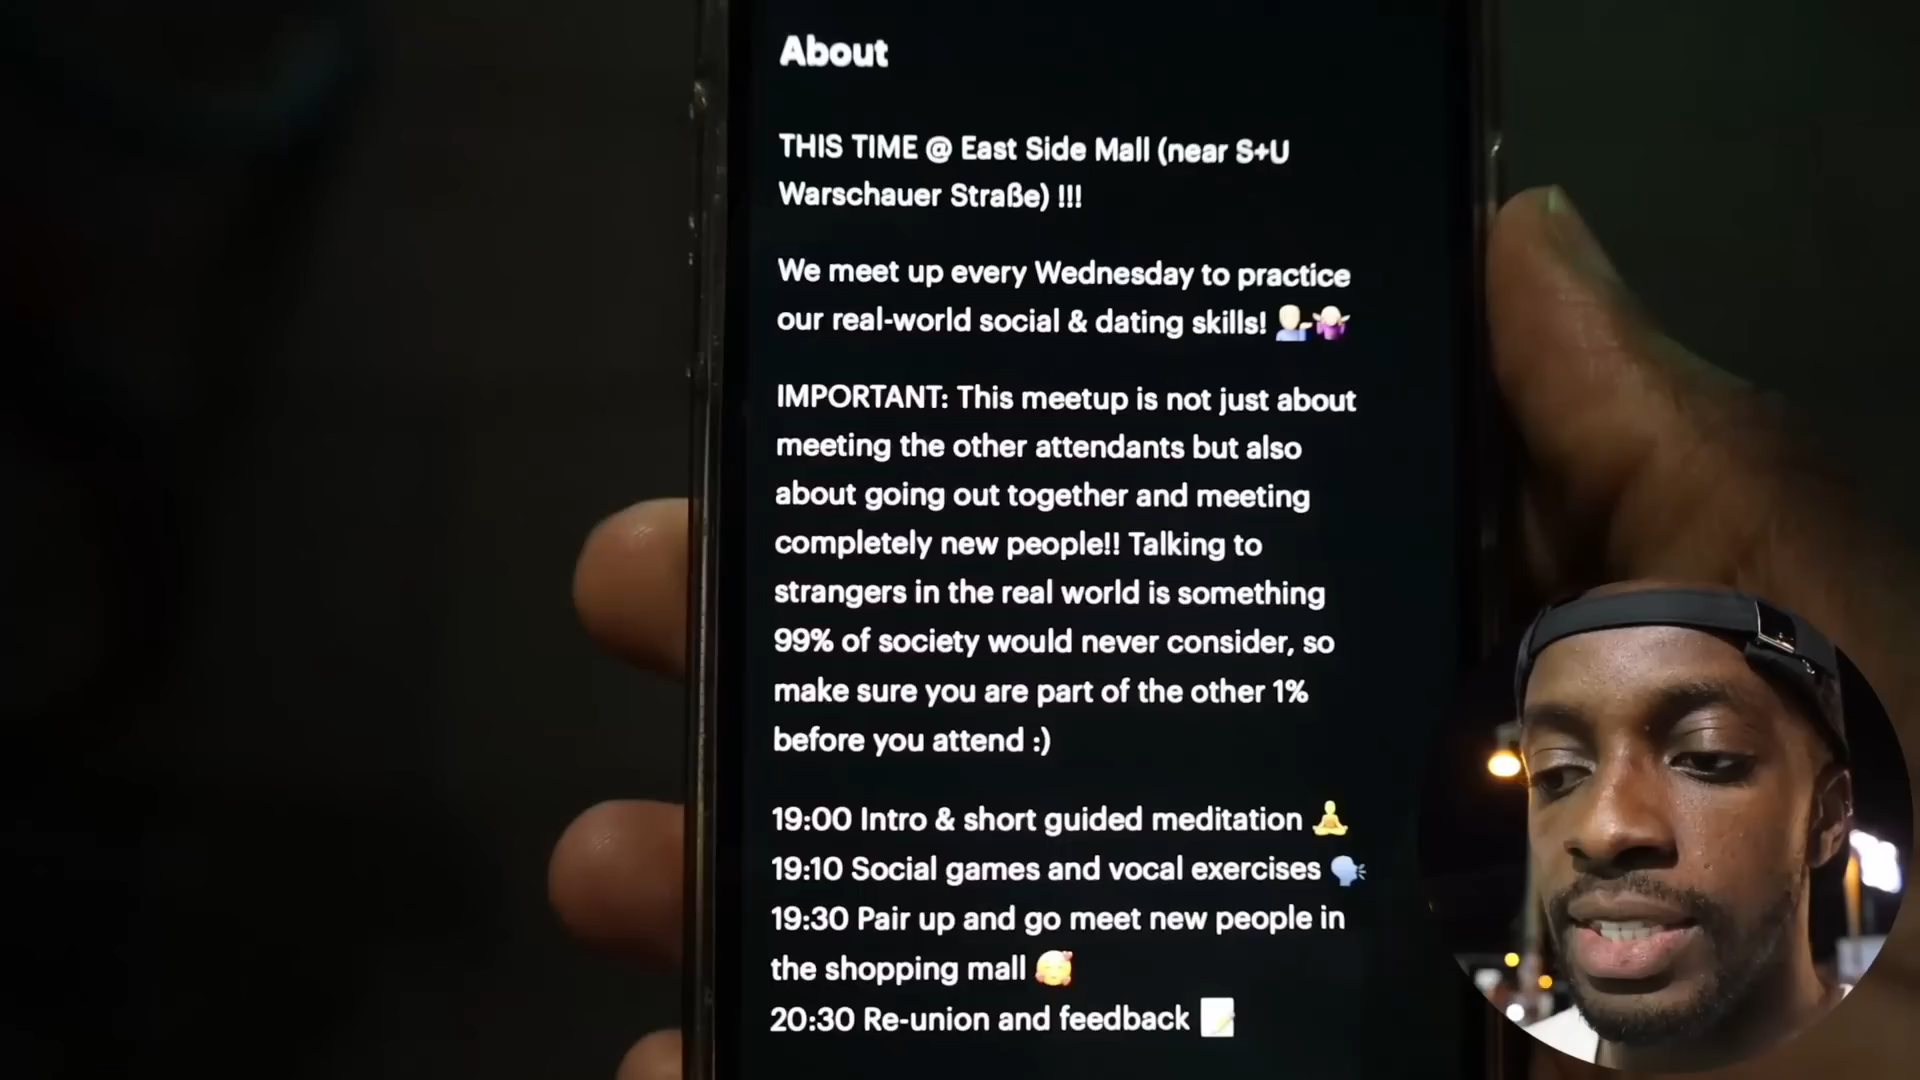 About
THIS TIME @ East Side Mall (near S+U
Warschauer Straße) !!!
We meet up every Wednesday to practice
our real-world social & dating skills! 💁‍♂️🤷‍♀️
IMPORTANT: This meetup is not just about
meeting the other attendants but also
about going out together and meeting
completely new people!! Talking to
strangers in the real world is something
99% of society would never consider, so
make sure you are part of the other 1%
before you attend :)
19:00 Intro & short guided meditation 🧘
19:10 Social games and vocal exercises 🗣️
19:30 Pair up and go meet new people in
the shopping mall 🥰
20:30 Re-union and feedback 📝